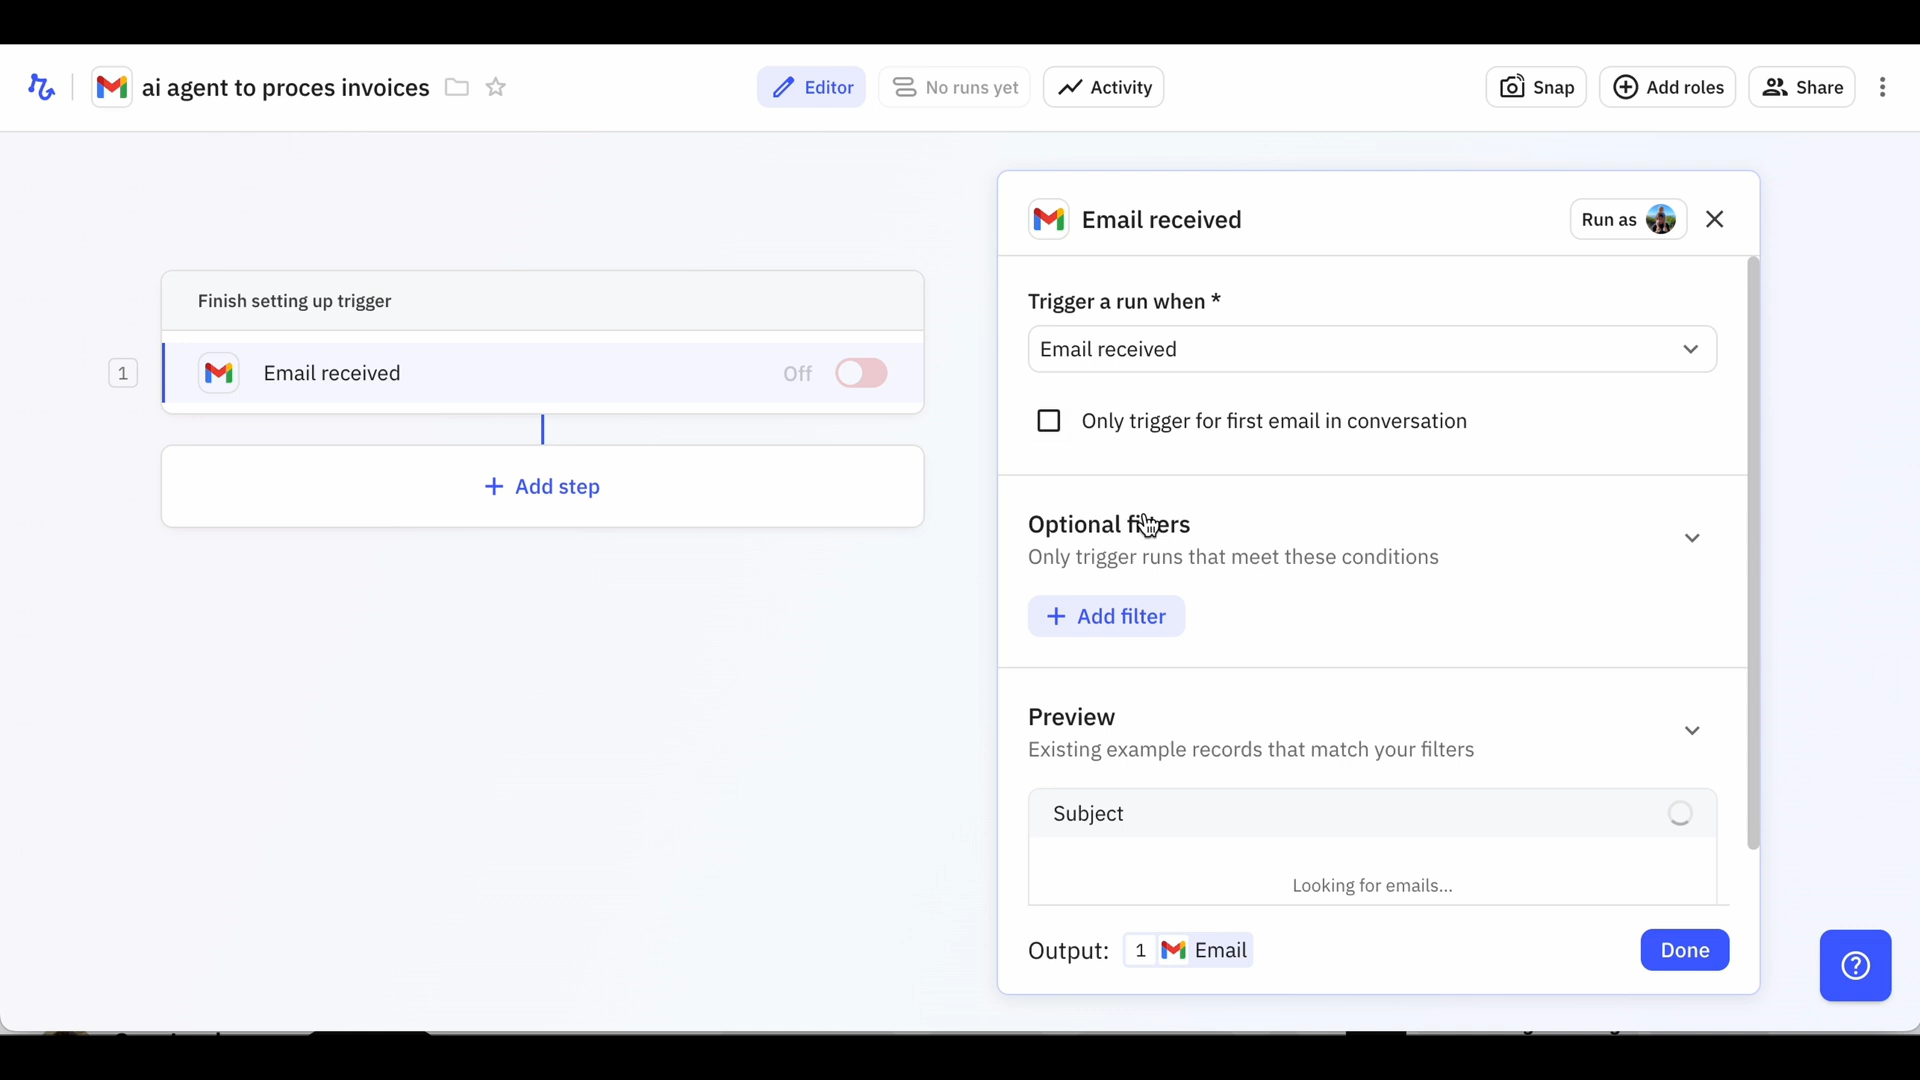 ai agent to proces invoices
Editor
No runs yet
Activity
Snap
Add roles
Share
Finish setting up trigger
1
Email received
Off
+ Add step
Email received
Run as
Trigger a run when *
Email received
Only trigger for first email in conversation
Optional filters
Only trigger runs that meet these conditions
+ Add filter
Preview
Existing example records that match your filters
Subject
Looking for emails...
Output: 1 Email
Done